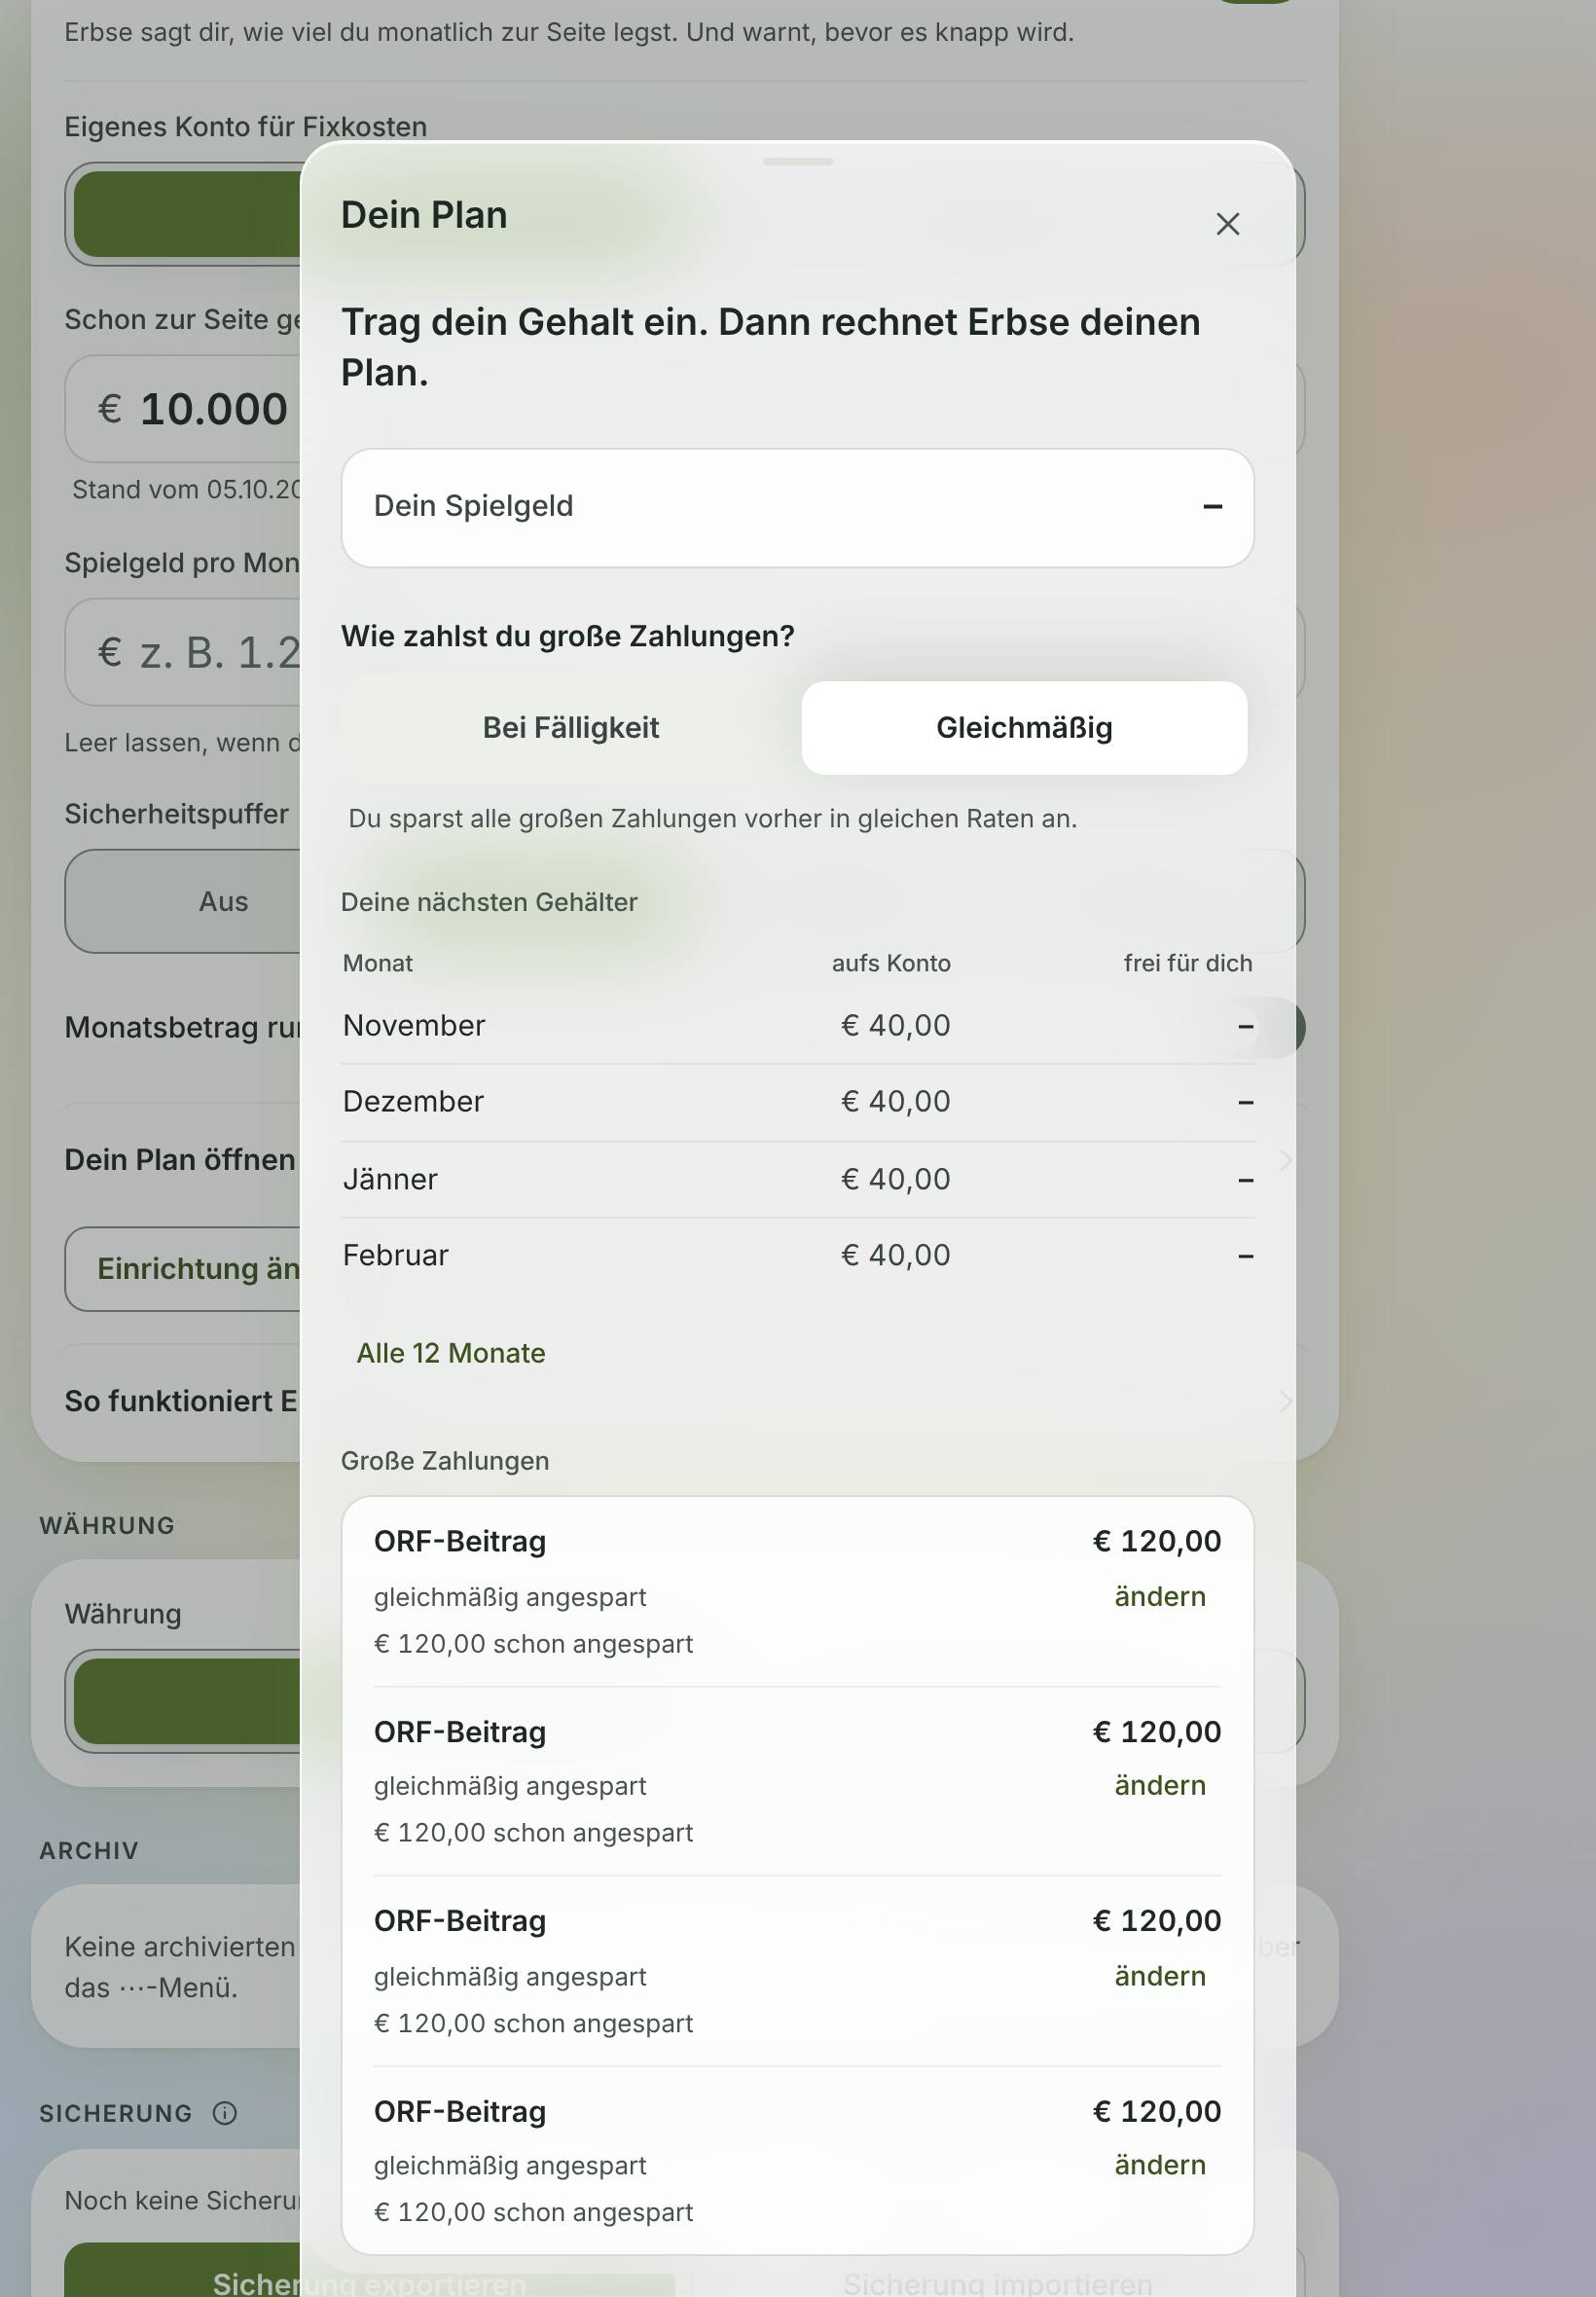 Erbse sagt dir, wie viel du monatlich zur Seite legst. Und warnt, bevor es knapp wird.
Eigenes Konto für Fixkosten
Schon zur Seite
€ 10.000
Stand vom 05.10.20
Spielgeld pro
€ z. B. 1.2
Leer lassen, wenn
Sicherheitspuffer
Aus
Monatsbetrag
Dein Plan öffnen
Einrichtung
So funktioniert
WÄHRUNG
Währung
ARCHIV
Keine archivierten
das ···-Menü.
SICHERUNG
Noch keine
Dein Plan
Trag dein Gehalt ein. Dann rechnet Erbse deinen
Plan.
Dein Spielgeld –
Wie zahlst du große Zahlungen?
Bei Fälligkeit Gleichmäßig
Du sparst alle großen Zahlungen vorher in gleichen Raten an.
Deine nächsten Gehälter
Monat aufs Konto frei für dich
November € 40,00 –
Dezember € 40,00 –
Jänner € 40,00 –
Februar € 40,00 –
Alle 12 Monate
Große Zahlungen
ORF-Beitrag € 120,00
gleichmäßig angespart ändern
€ 120,00 schon angespart
ORF-Beitrag € 120,00
gleichmäßig angespart ändern
€ 120,00 schon angespart
ORF-Beitrag € 120,00
gleichmäßig angespart ändern
€ 120,00 schon angespart
ORF-Beitrag € 120,00
gleichmäßig angespart ändern
€ 120,00 schon angespart
Sicherung exportieren Sicherung importieren